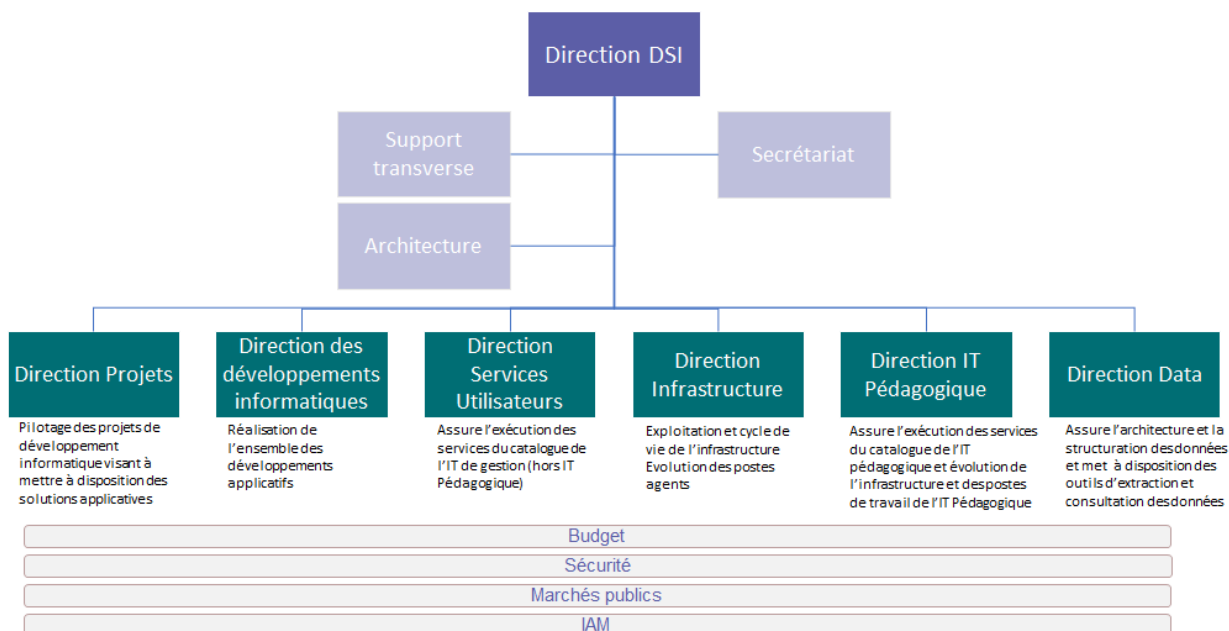 Direction DSI
Support
transverse
Secrétariat
Architecture
Direction Projets
Direction des
développements
informatiques
Direction
Services
Utilisateurs
Direction
Infrastructure
Direction IT
Pédagogique
Direction Data
Pilotage des projets de
développement
informatique visant à
mettre à disposition des
solutions applicatives
Réalisation de
l'ensemble des
développements
applicatifs
Assure l'exécution des
services du catalogue de
l'IT de gestion (hors IT
Pédagogique)
Exploitation et cycle de
vie de l'infrastructure
Evolution des postes
agents
Assure l'exécution des services
du catalogue de l'IT
pédagogique et évolution de
l'infrastructure et des postes
de travail de l'IT Pédagogique
Assure l'architecture et la
structuration des données
et met à disposition des
outils d'extraction et
consultation des données
Budget
Sécurité
Marchés publics
IAM